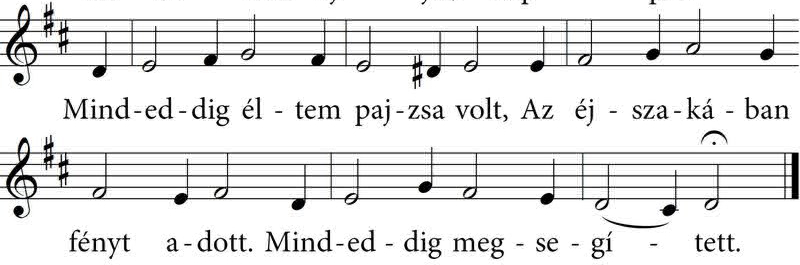 Mind-ed-dig él - tem paj-zsa volt, Az éj - sza-ká - ban
fényt a-dott. Mind-ed - dig meg - se - gí - tett.